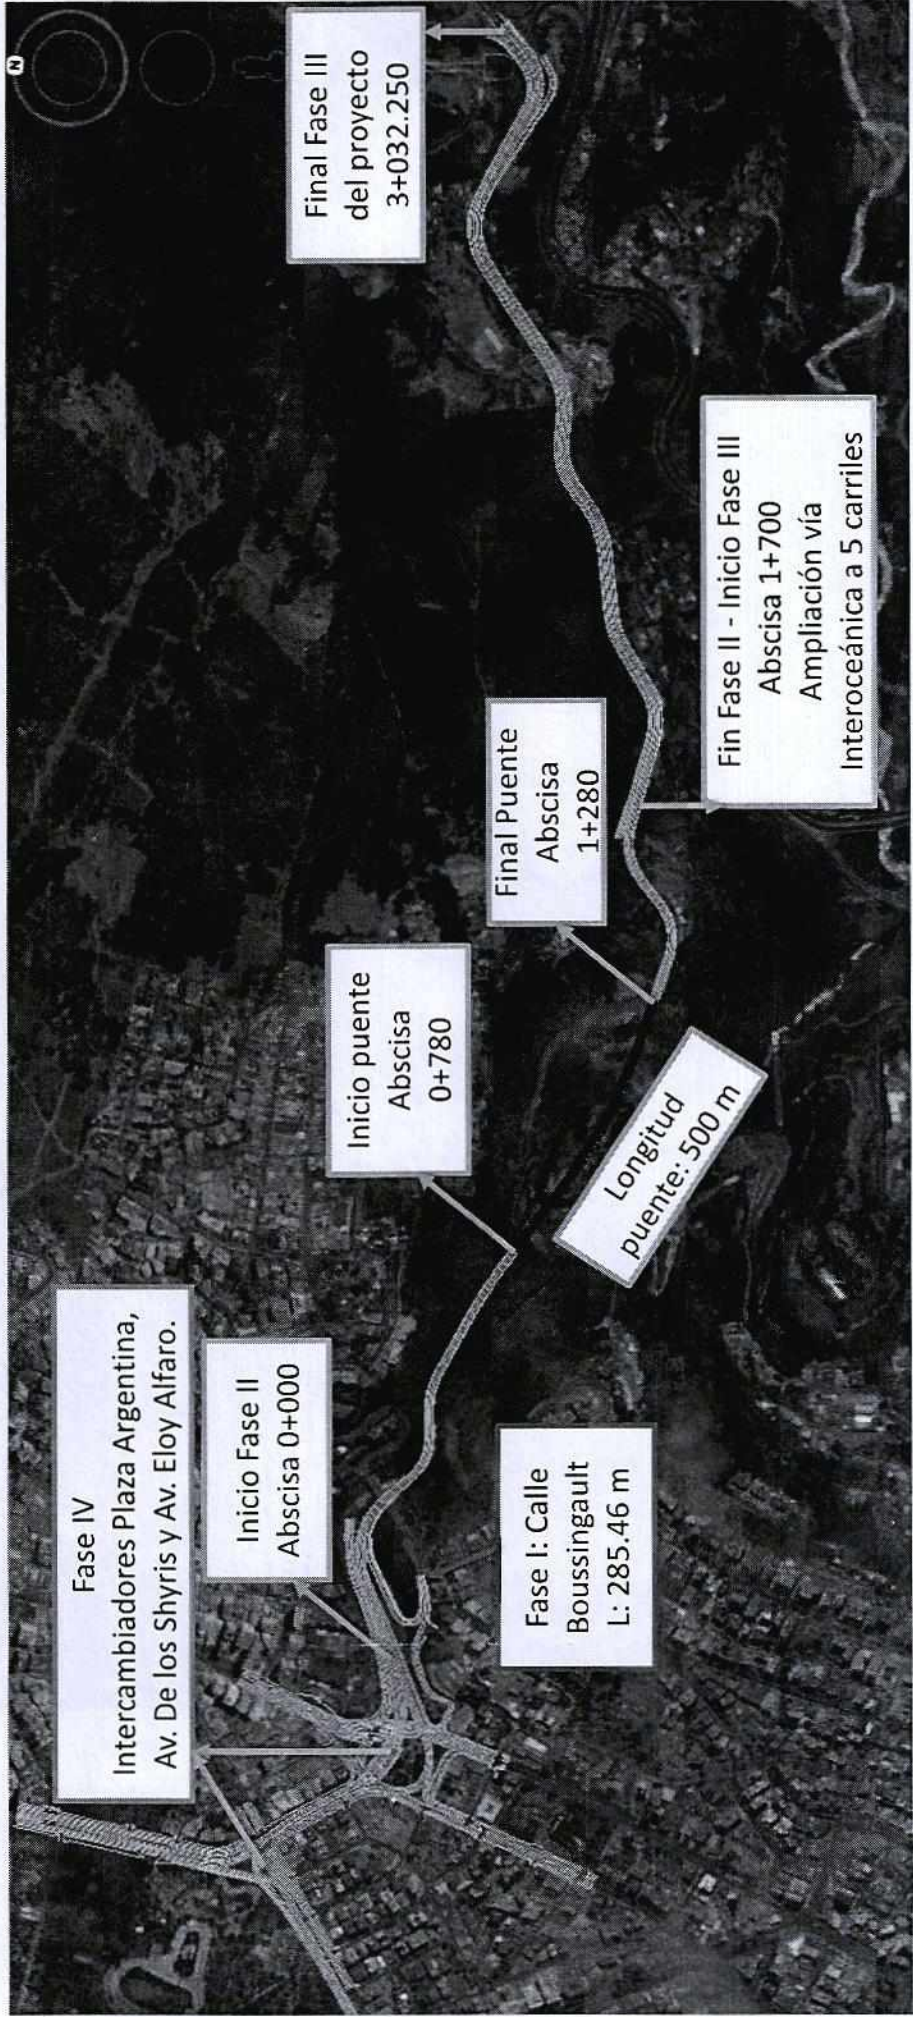 Fase IV
Intercambiadores Plaza Argentina,
Av. De los Shyris y Av. Eloy Alfaro.
Inicio Fase II
Abscisa 0+000
Fase I: Calle
Boussingault
L: 285.46 m
Inicio puente
Abscisa
0+780
Longitud
puente: 500 m
Final Puente
Abscisa
1+280
Fin Fase II - Inicio Fase III
Abscisa 1+700
Ampliación vía
Interoceánica a 5 carriles
Final Fase III
del proyecto
3+032.250
N